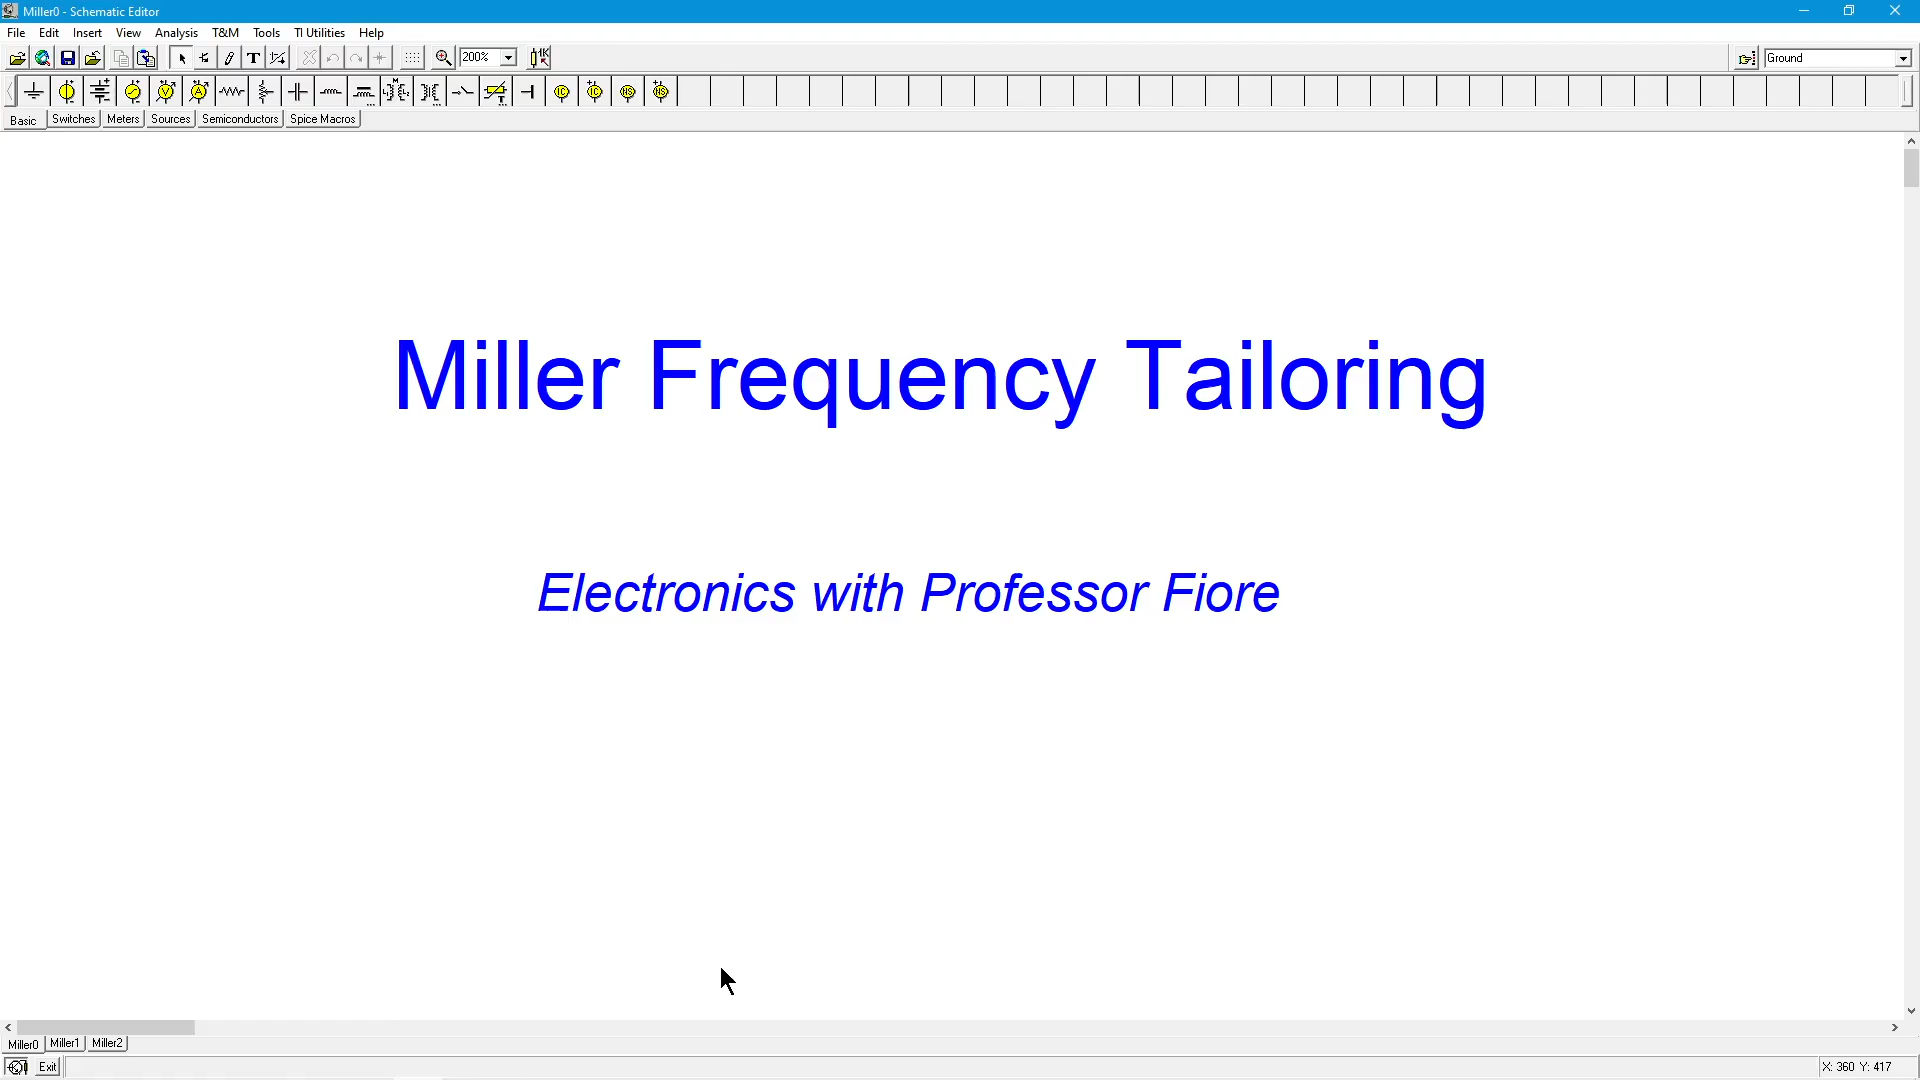 Miller0 - Schematic Editor
File Edit Insert View Analysis T&M Tools TI Utilities Help
200% Ground
Basic Switches Meters Sources Semiconductors Spice Macros
Miller Frequency Tailoring
Electronics with Professor Fiore
Miller0 Miller1 Miller2
Exit X: 360 Y: 417